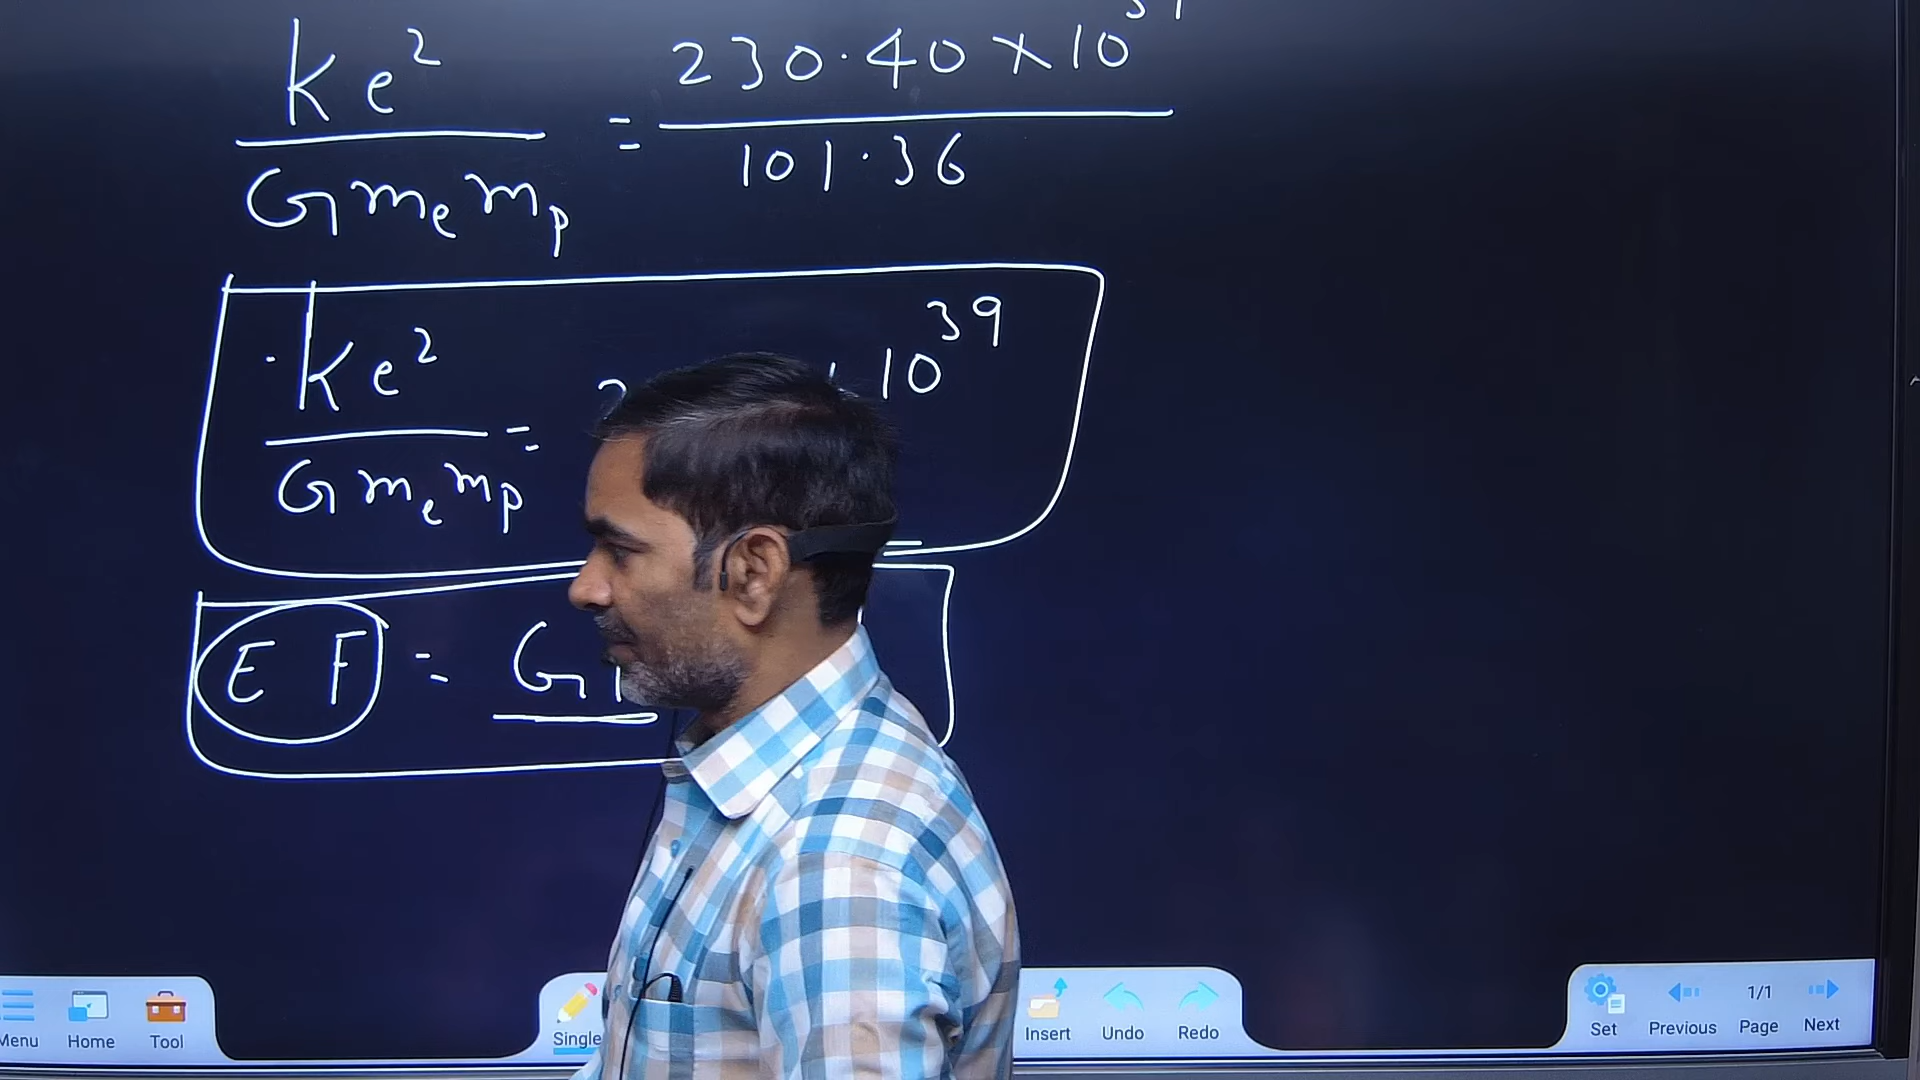 Ke²
Gmₑmₚ
=
230.40 × 10
101.36
Ke²
Gmₑmₚ
=
10³⁹
E F = G
Menu
Home
Tool
Single
Insert
Undo
Redo
Set
Previous
1/1
Page
Next